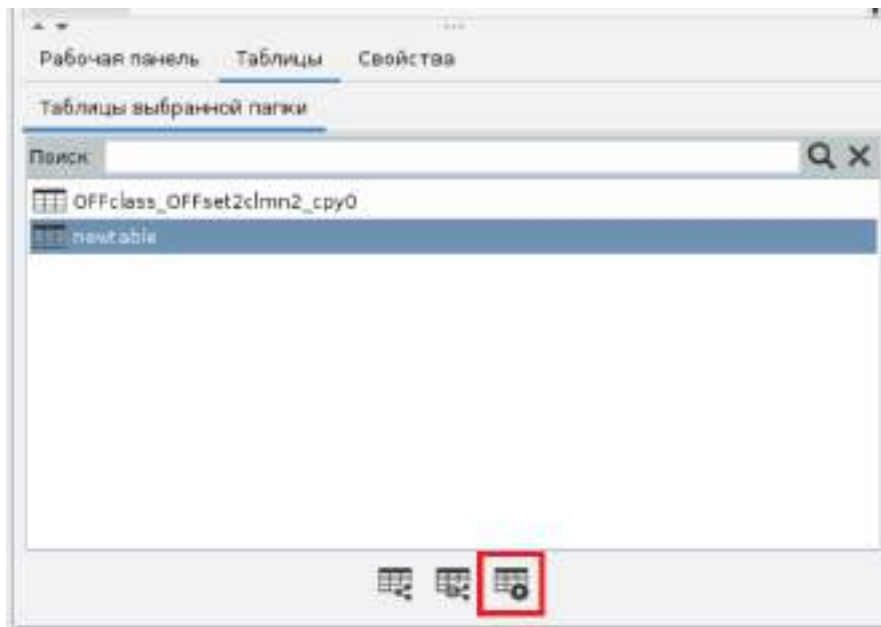 Рабочая панель Таблицы Свойства
Таблицы выбранной папки
Поиск
OFFclass_OFFset2clmn2_cpy0
newtable